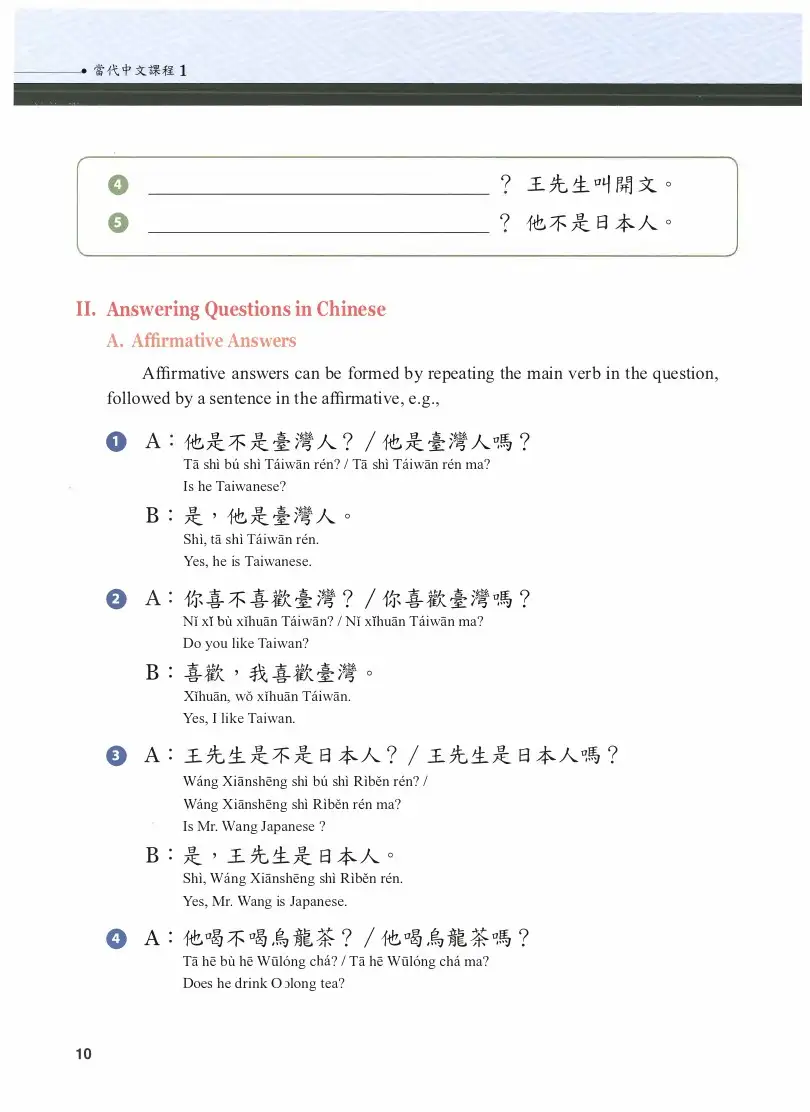 • 當代中文課程 1
4 ______________________________ ？ 王先生叫開文。
5 ______________________________ ？ 他不是日本人。
II. Answering Questions in Chinese
A. Affirmative Answers
Affirmative answers can be formed by repeating the main verb in the question,
followed by a sentence in the affirmative, e.g.,
1 A：他是不是臺灣人？／他是臺灣人嗎？
Tā shì bú shì Táiwān rén? / Tā shì Táiwān rén ma?
Is he Taiwanese?
B：是，他是臺灣人。
Shì, tā shì Táiwān rén.
Yes, he is Taiwanese.
2 A：你喜不喜歡臺灣？／你喜歡臺灣嗎？
Nǐ xǐ bù xǐhuān Táiwān? / Nǐ xǐhuān Táiwān ma?
Do you like Taiwan?
B：喜歡，我喜歡臺灣。
Xǐhuān, wǒ xǐhuān Táiwān.
Yes, I like Taiwan.
3 A：王先生是不是日本人？／王先生是日本人嗎？
Wáng Xiānshēng shì bú shì Rìběn rén? /
Wáng Xiānshēng shì Rìběn rén ma?
Is Mr. Wang Japanese ?
B：是，王先生是日本人。
Shì, Wáng Xiānshēng shì Rìběn rén.
Yes, Mr. Wang is Japanese.
4 A：他喝不喝烏龍茶？／他喝烏龍茶嗎？
Tā hē bù hē Wūlóng chá? / Tā hē Wūlóng chá ma?
Does he drink Oolong tea?
10